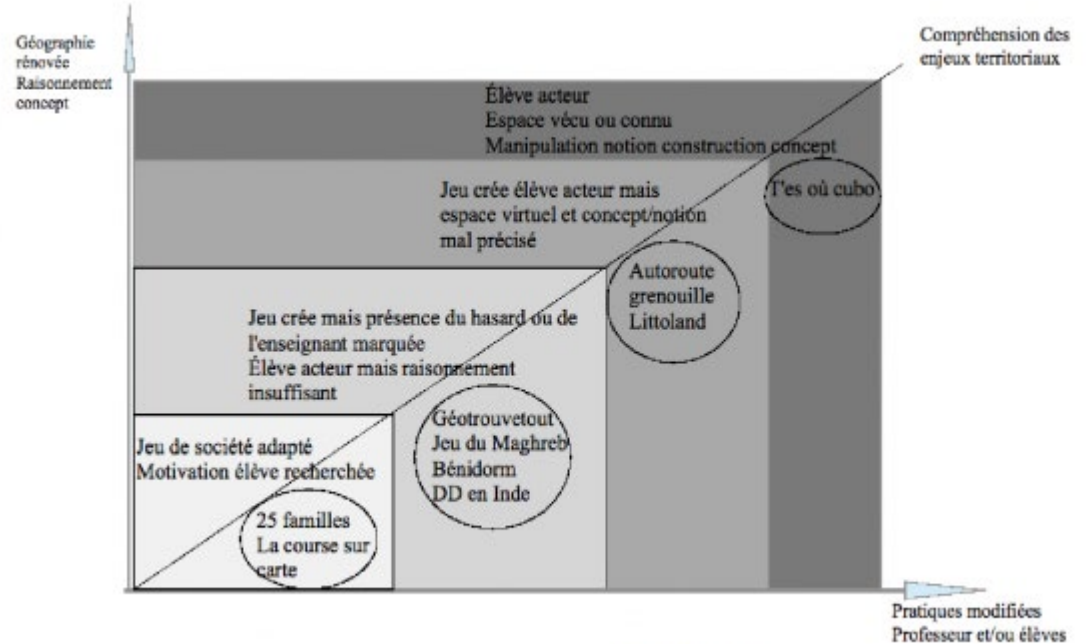 Géographie
rénovée
Raisonnement
concept
Compréhension des
enjeux territoriaux
Élève acteur
Espace vécu ou connu
Manipulation notion construction concept
T'es où cubo
Jeu crée élève acteur mais
espace virtuel et concept/notion
mal précisé
Autoroute
grenouille
Littoland
Jeu crée mais présence du hasard ou de
l'enseignant marquée
Élève acteur mais raisonnement
insuffisant
Géotrouvetout
Jeu du Maghreb
Bénidorm
DD en Inde
Jeu de société adapté
Motivation élève recherchée
25 familles
La course sur
carte
Pratiques modifiées
Professeur et/ou élèves